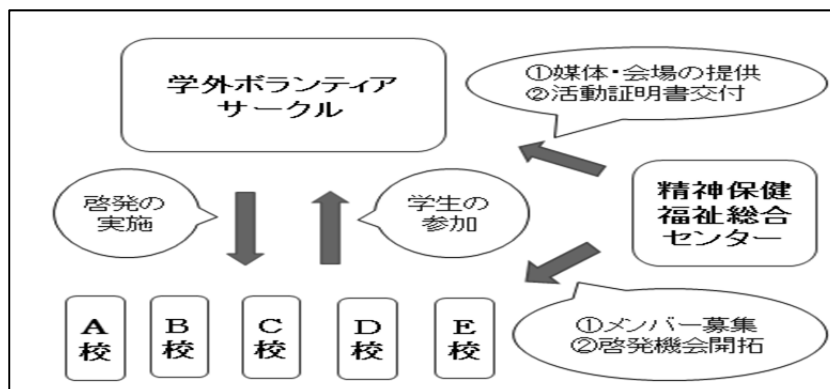 学外ボランティア
サークル
①媒体・会場の提供
②活動証明書交付
啓発の
実施
学生の
参加
精神保健
福祉総合
センター
A
校
B
校
C
校
D
校
E
校
①メンバー募集
②啓発機会開拓